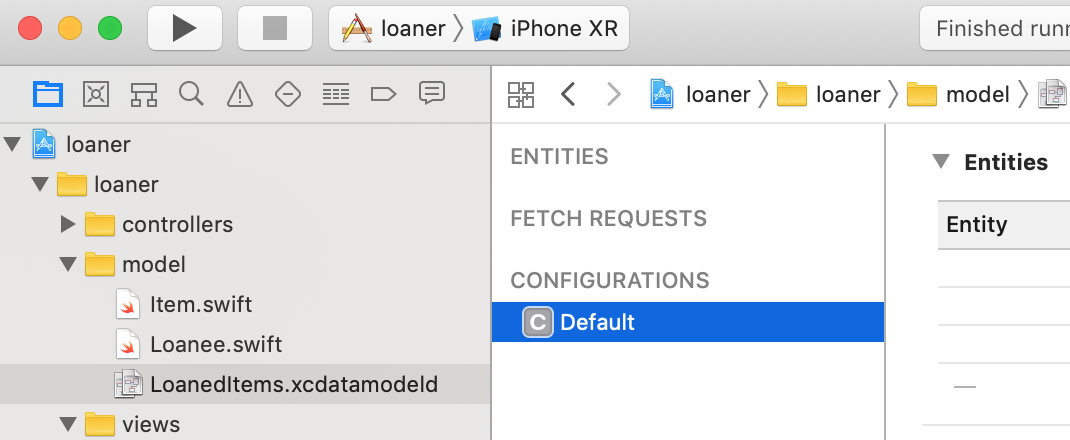 loaner iPhone XR Finished runn
loaner loaner model
loaner
loaner
controllers
model
Item.swift
Loanee.swift
LoanedItems.xcdatamodeld
views
ENTITIES
FETCH REQUESTS
CONFIGURATIONS
C Default
Entities
Entity
—